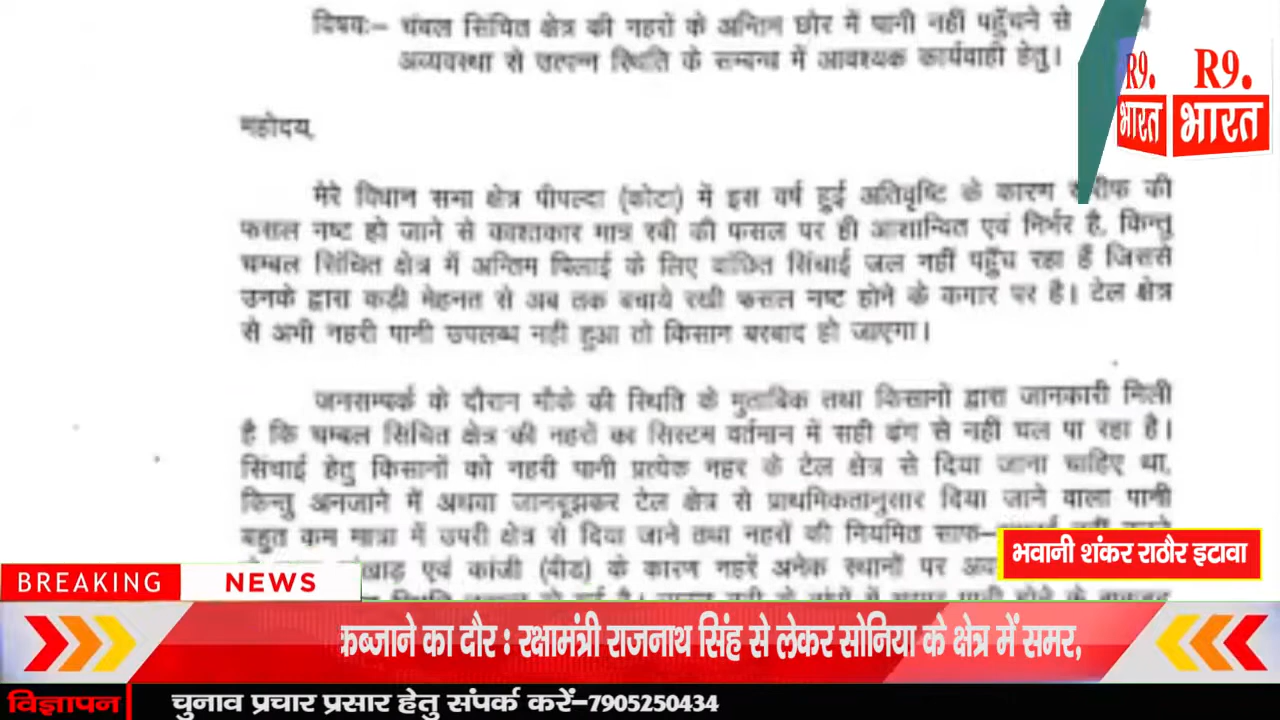 विषयः– चंबल सिंचित क्षेत्र की नहरों के अन्तिम छोर में पानी नहीं पहुँचने से
अव्यवस्था से उत्पन्न स्थिति के सम्बन्ध में आवश्यक कार्यवाही हेतु।
R9.
भारत
R9.
भारत
महोदय,
मेरे विधान सभा क्षेत्र पीपल्दा (कोटा) में इस वर्ष हुई अतिवृष्टि के कारण की
फसल नष्ट हो जाने से काश्तकार मात्र रबी की फसल पर ही आशान्वित एवं निर्भर है, किन्तु
चम्बल सिंचित क्षेत्र में अन्तिम पिलाई के लिए वांछित सिंचाई जल नहीं पहुँच रहा हैं जिससे
उनके द्वारा कड़ी मेहनत से अब तक बचाये रखी फसल नष्ट होने के कगार पर है। टेल क्षेत्र
से अभी नहरी पानी उपलब्ध नही हुआ तो किसान बरबाद हो जाएगा।
जनसम्पर्क के दौरान मौके की स्थिति के मुताबिक तथा किसानो द्वारा जानकारी मिली
है कि चम्बल सिंचित क्षेत्र की नहरों का सिस्टम वर्तमान में सही ढंग से नहीं चल पा रहा है।
सिंचाई हेतु किसानों को नहरी पानी प्रत्येक नहर के टेल क्षेत्र से दिया जाना चाहिए था,
किन्तु अनजाने में अथवा जानबूझकर टेल क्षेत्र से प्राथमिकतानुसार दिया जाने वाला पानी
बहुत कम मात्रा में उपरी क्षेत्र से दिया जाने तथा नहरों की नियमित साफ–
एवं कांजी (वीड) के कारण नहरें अनेक स्थानों पर
भवानी शंकर राठौर इटावा
BREAKING NEWS
कब्जाने का दौर : रक्षामंत्री राजनाथ सिंह से लेकर सोनिया के क्षेत्र में समर,
विज्ञापन चुनाव प्रचार प्रसार हेतु संपर्क करें–7905250434